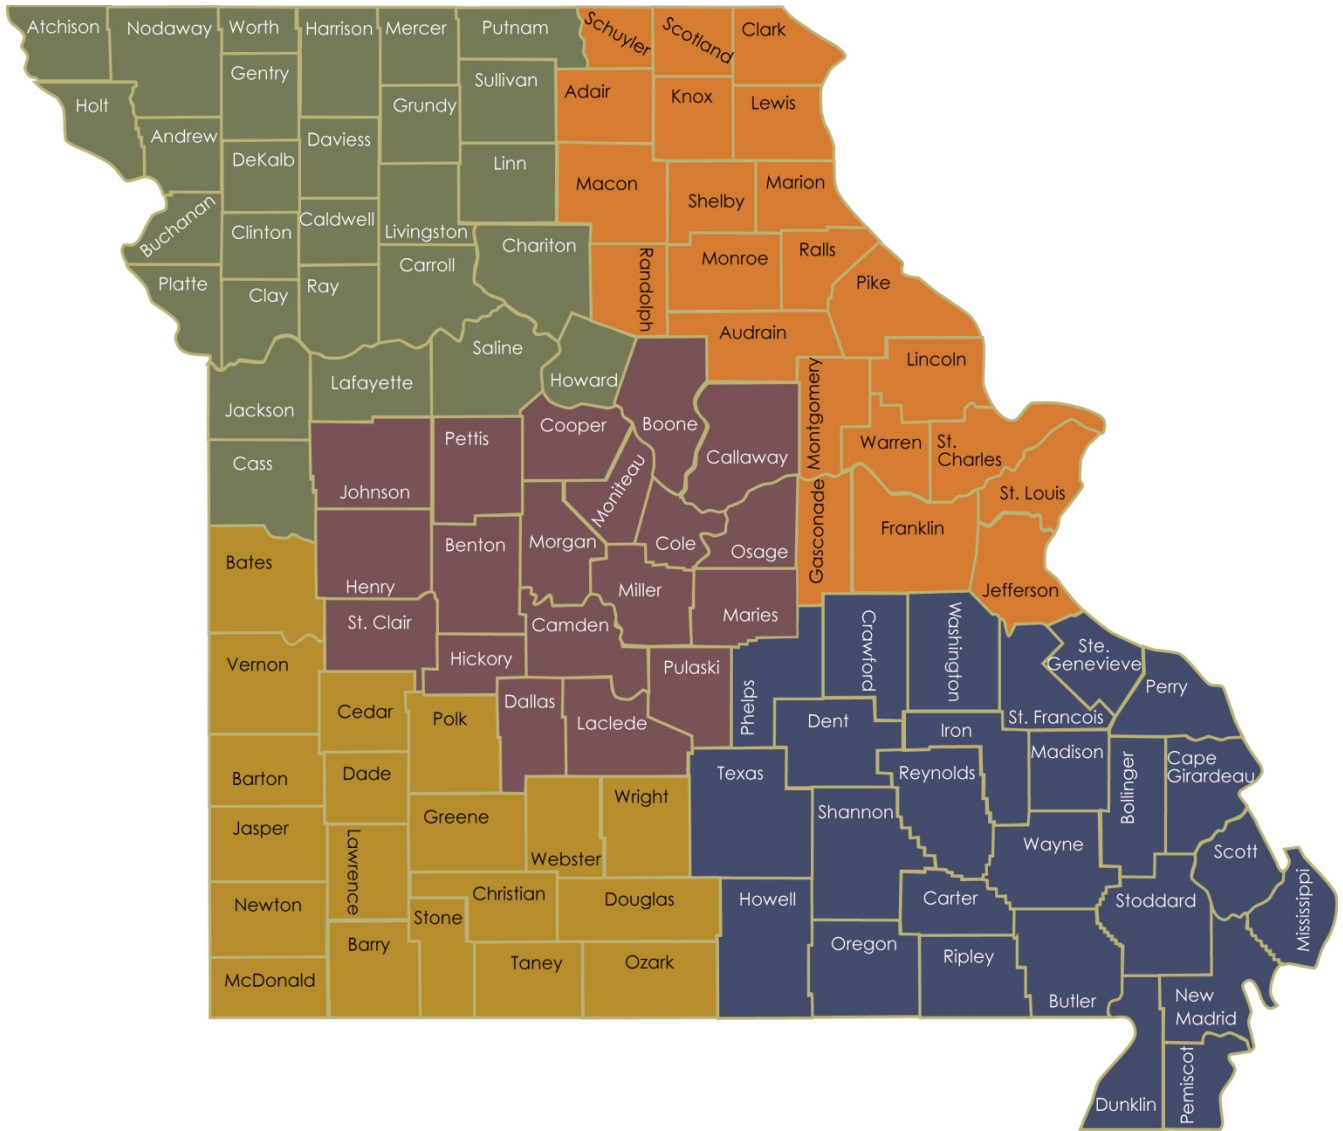 Atchison
Nodaway
Worth
Harrison
Mercer
Putnam
Schuyler
Scotland
Clark
Gentry
Sullivan
Adair
Knox
Lewis
Holt
Grundy
Andrew
Daviess
DeKalb
Linn
Macon
Shelby
Marion
Buchanan
Clinton
Caldwell
Livingston
Chariton
Randolph
Monroe
Ralls
Platte
Clay
Ray
Carroll
Pike
Audrain
Saline
Howard
Lincoln
Lafayette
Jackson
Boone
Montgomery
Cooper
Pettis
Callaway
Warren
St.
Charles
Cass
Johnson
Moniteau
St. Louis
Gasconade
Franklin
Benton
Morgan
Cole
Osage
Bates
Henry
Miller
Maries
Jefferson
St. Clair
Camden
Crawford
Washington
Ste.
Genevieve
Vernon
Hickory
Pulaski
Phelps
Perry
Cedar
Polk
Dallas
Laclede
Dent
Iron
St. Francois
Madison
Barton
Dade
Texas
Reynolds
Bollinger
Cape
Girardeau
Wright
Jasper
Greene
Shannon
Lawrence
Webster
Wayne
Scott
Newton
Christian
Douglas
Howell
Carter
Stoddard
Mississippi
Stone
Barry
Taney
Ozark
Oregon
Ripley
McDonald
Butler
New
Madrid
Dunklin
Pemiscot